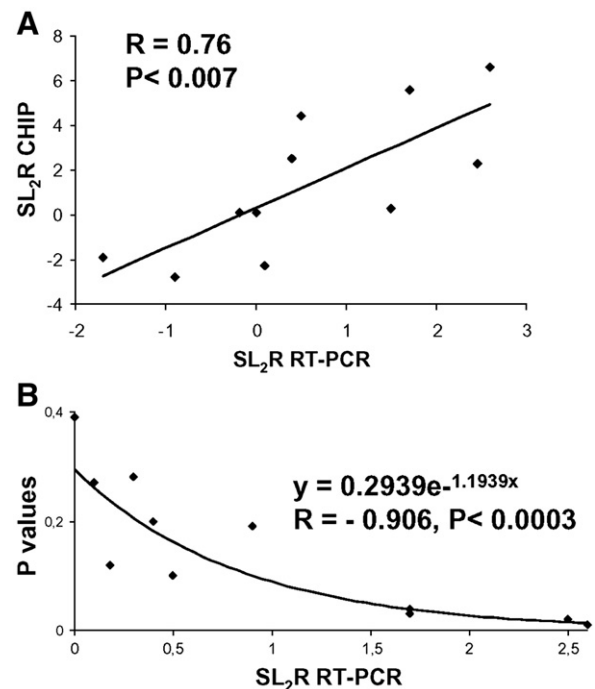 A
R = 0.76
P< 0.007
SL₂R CHIP
8
6
4
2
0
-2
-4
-2 -1 0 1 2 3
SL₂R RT-PCR
B
P values
0,4
0,2
0
y = 0.2939e-¹·¹⁹³⁹ˣ
R = - 0.906, P< 0.0003
0 0,5 1 1,5 2 2,5
SL₂R RT-PCR